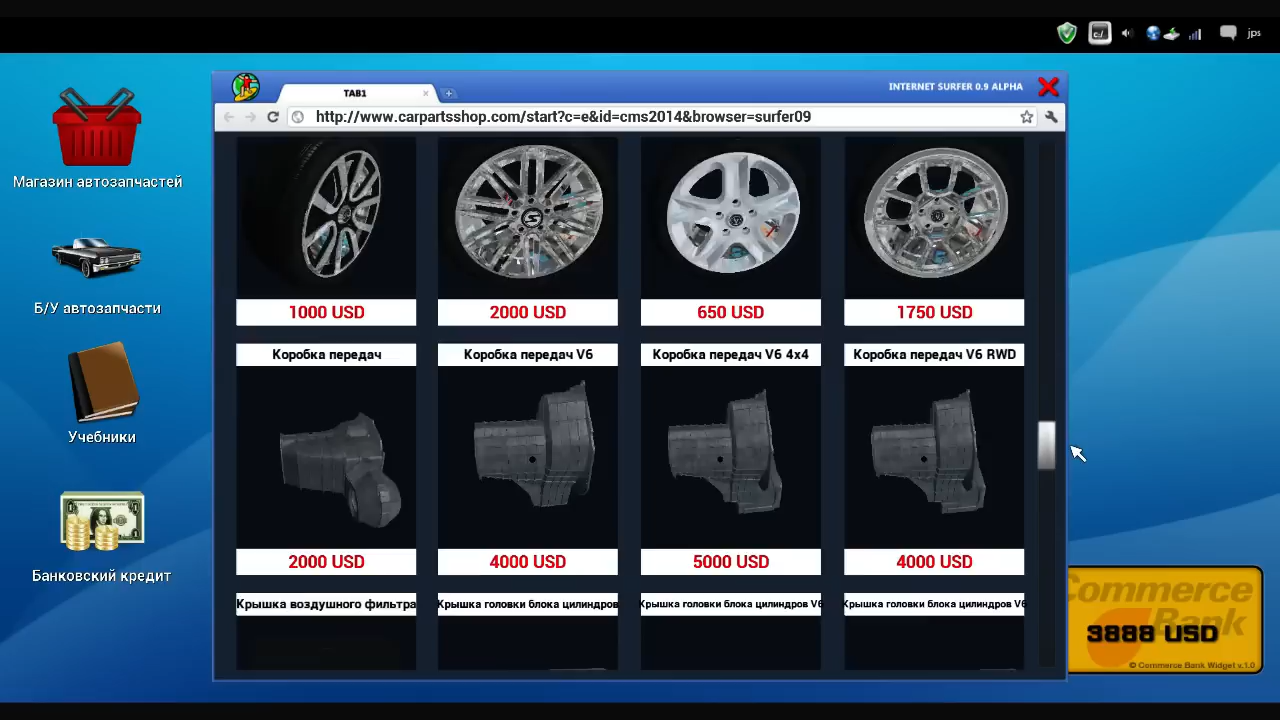 jps
TAB1
INTERNET SURFER 0.9 ALPHA
http://www.carpartsshop.com/start?c=e&id=cms2014&browser=surfer09
Магазин автозапчастей
Б/У автозапчасти
Учебники
Банковский кредит
1000 USD
2000 USD
650 USD
1750 USD
Коробка передач
Коробка передач V6
Коробка передач V6 4x4
Коробка передач V6 RWD
2000 USD
4000 USD
5000 USD
4000 USD
Крышка воздушного фильтра
Крышка головки блока цилиндров
Крышка головки блока цилиндров V6
Крышка головки блока цилиндров V6
Commerce
Bank
3888 USD
© Commerce Bank Widget v.1.0